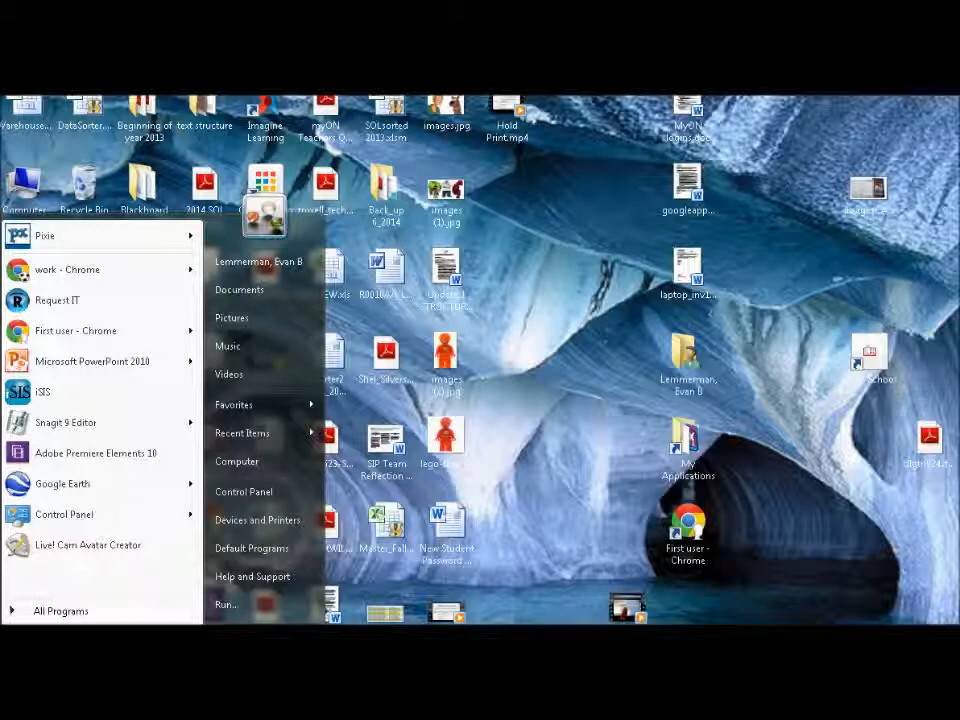 DataSorter....
Beginning of
year 2013
text structure
Imagine
Learning
myON
SOLsorted
2013.xlsm
images.jpg
Hold
Print.mp4
MyON
logins.doc
Computer
Recycle Bin
Blackboard
2014 SOL
Back_up
6_2014
images
(1).jpg
googleapp...
Pixie
work - Chrome
Request IT
First user - Chrome
Microsoft PowerPoint 2010
iSIS
Snagit 9 Editor
Adobe Premiere Elements 10
Google Earth
Control Panel
Live! Cam Avatar Creator
All Programs
Lemmerman, Evan B
Documents
Pictures
Music
Videos
Favorites
Recent Items
Computer
Control Panel
Devices and Printers
Default Programs
Help and Support
Run...
EW.xls
laptop_inv1...
Shel_Silvers...
images
Lemmerman,
Evan B
School
SIP Team
Reflection ...
My
Applications
Master_Fall...
New Student
Password ...
First user -
Chrome